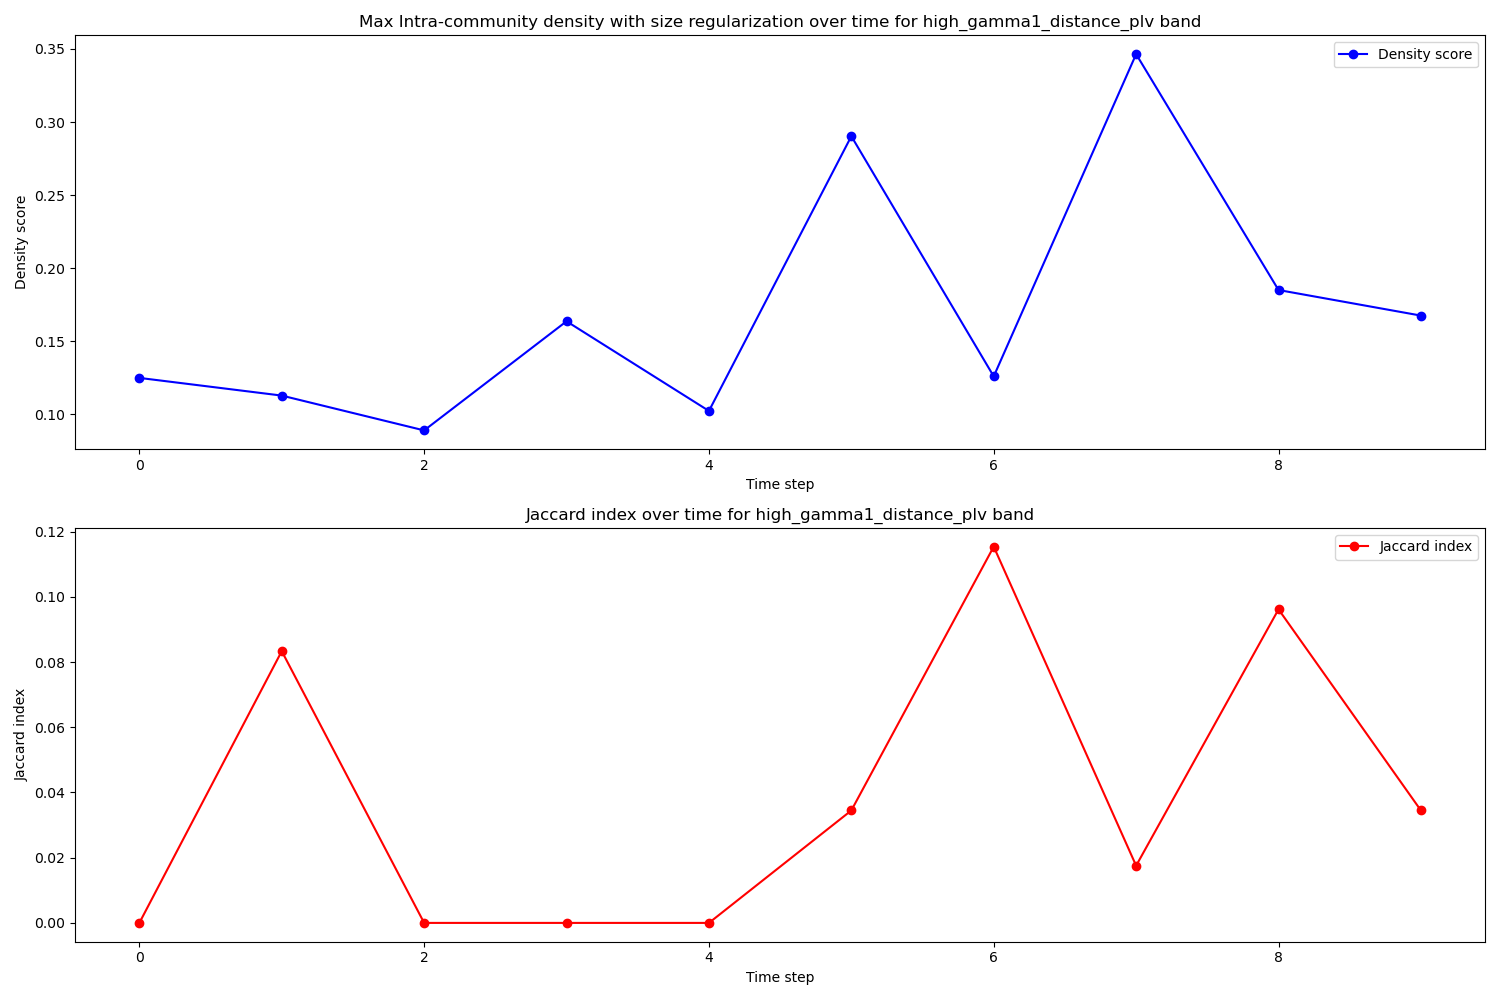 Max Intra-community density with size regularization over time for high_gamma1_distance_plv band
Density score
0.35
0.30
0.25
0.20
0.15
0.10
Density score
0
2
4
6
8
Time step
Jaccard index over time for high_gamma1_distance_plv band
Jaccard index
0.12
0.10
0.08
0.06
0.04
0.02
0.00
Jaccard index
0
2
4
6
8
Time step